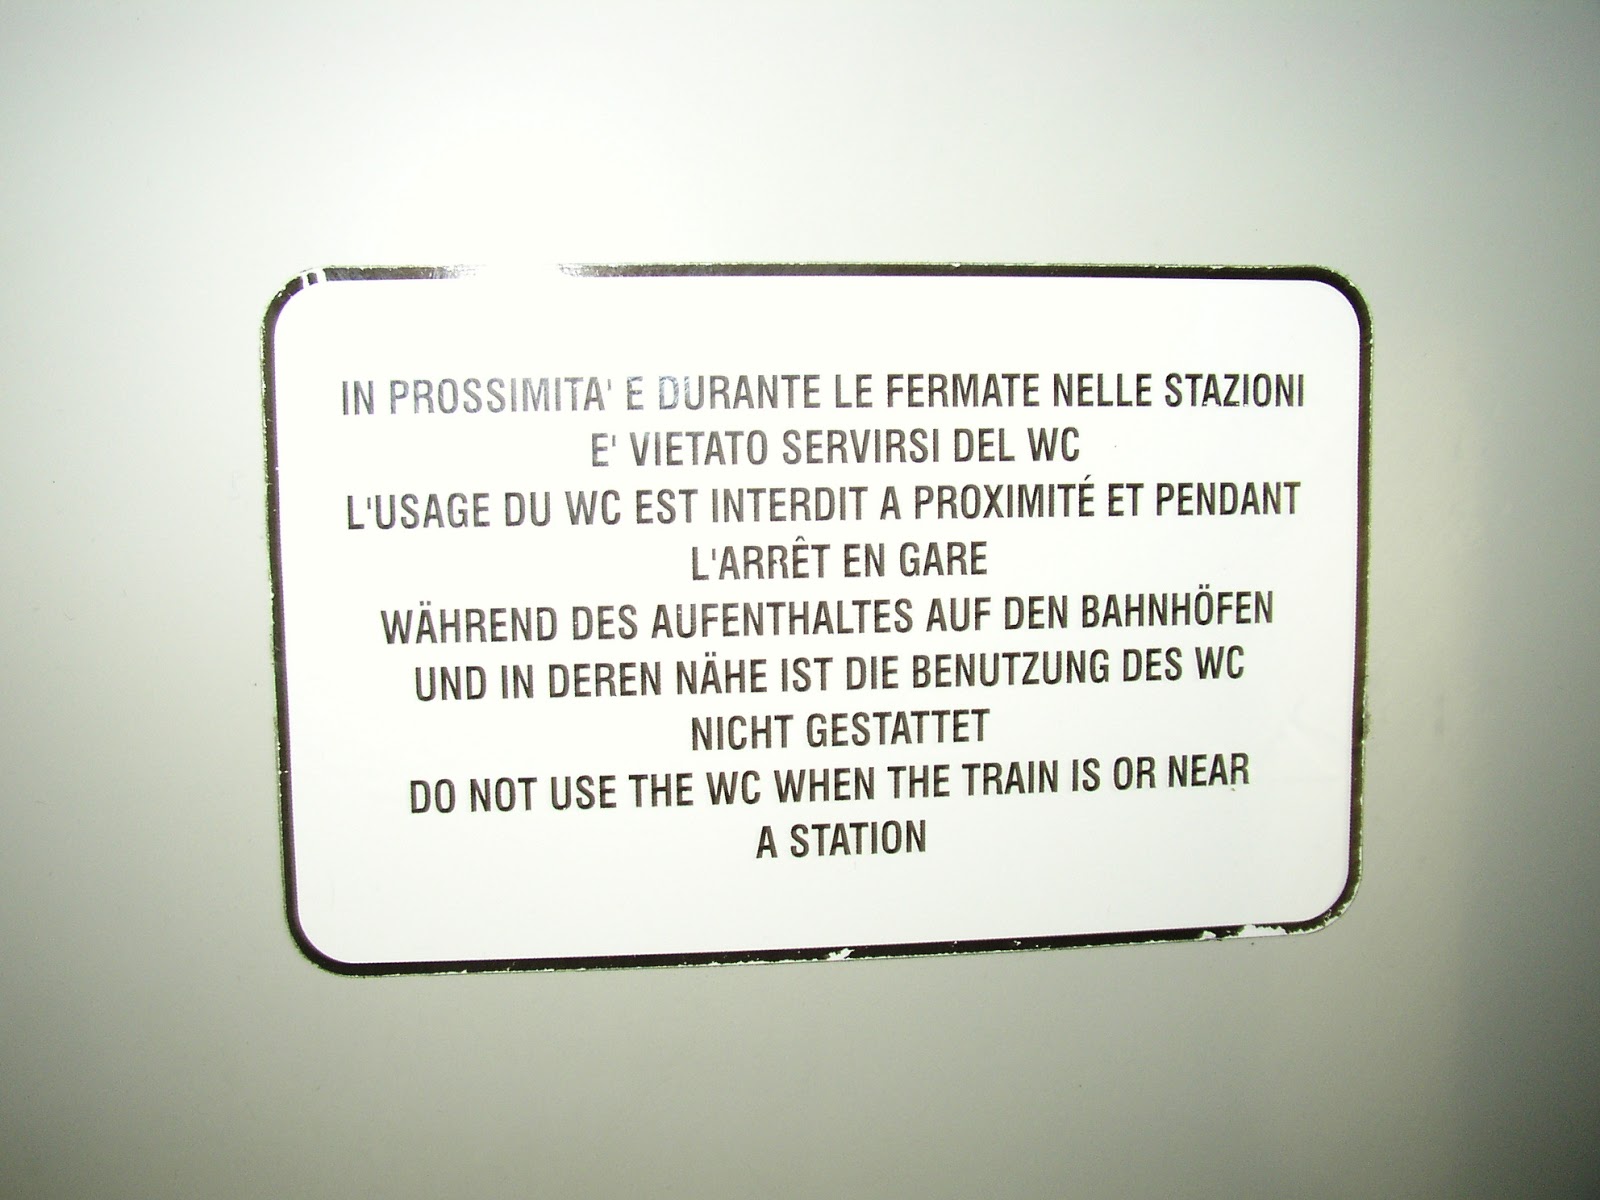 IN PROSSIMITA' E DURANTE LE FERMATE NELLE STAZIONI
E' VIETATO SERVIRSI DEL WC
L'USAGE DU WC EST INTERDIT A PROXIMITÉ ET PENDANT
L'ARRÊT EN GARE
WÄHREND DES AUFENTHALTES AUF DEN BAHNHÖFEN
UND IN DEREN NÄHE IST DIE BENUTZUNG DES WC
NICHT GESTATTET
DO NOT USE THE WC WHEN THE TRAIN IS OR NEAR
A STATION